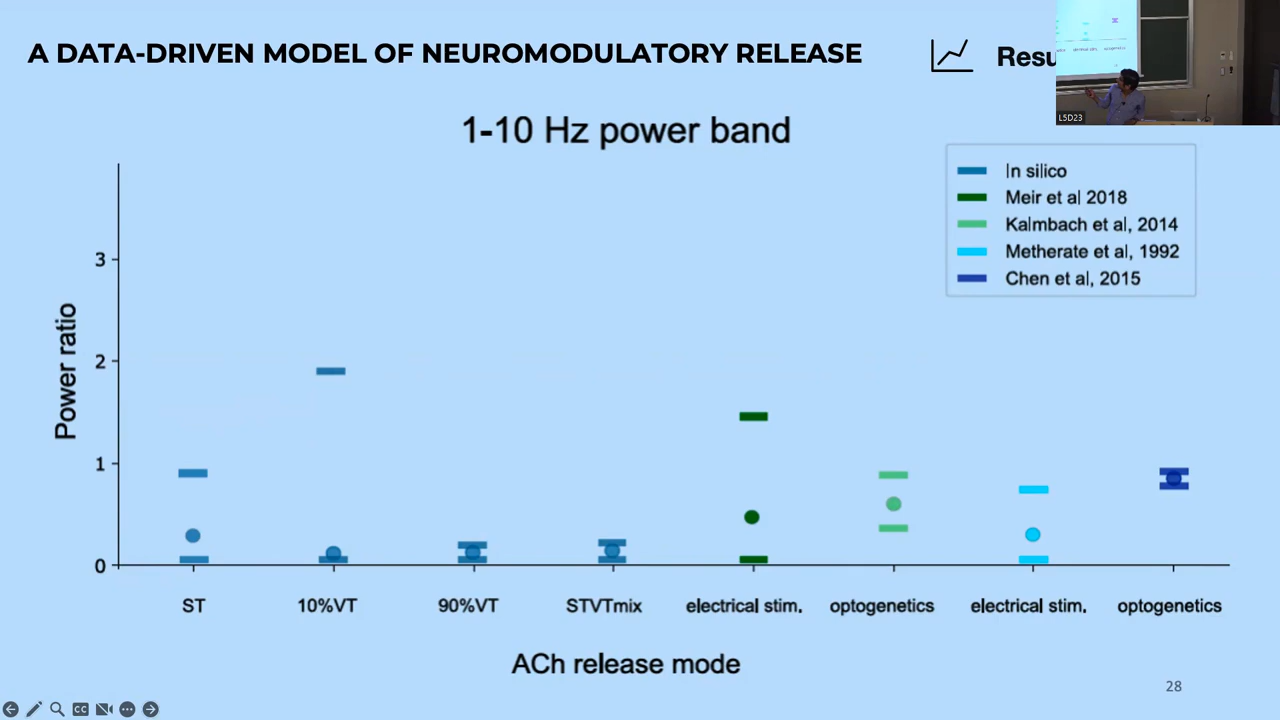 A DATA-DRIVEN MODEL OF NEUROMODULATORY RELEASE
Resu
L5D23
1-10 Hz power band
In silico
Meir et al 2018
Kalmbach et al, 2014
Metherate et al, 1992
Chen et al, 2015
Power ratio
3
2
1
0
ST 10%VT 90%VT STVTmix electrical stim. optogenetics electrical stim. optogenetics
ACh release mode
28
CC